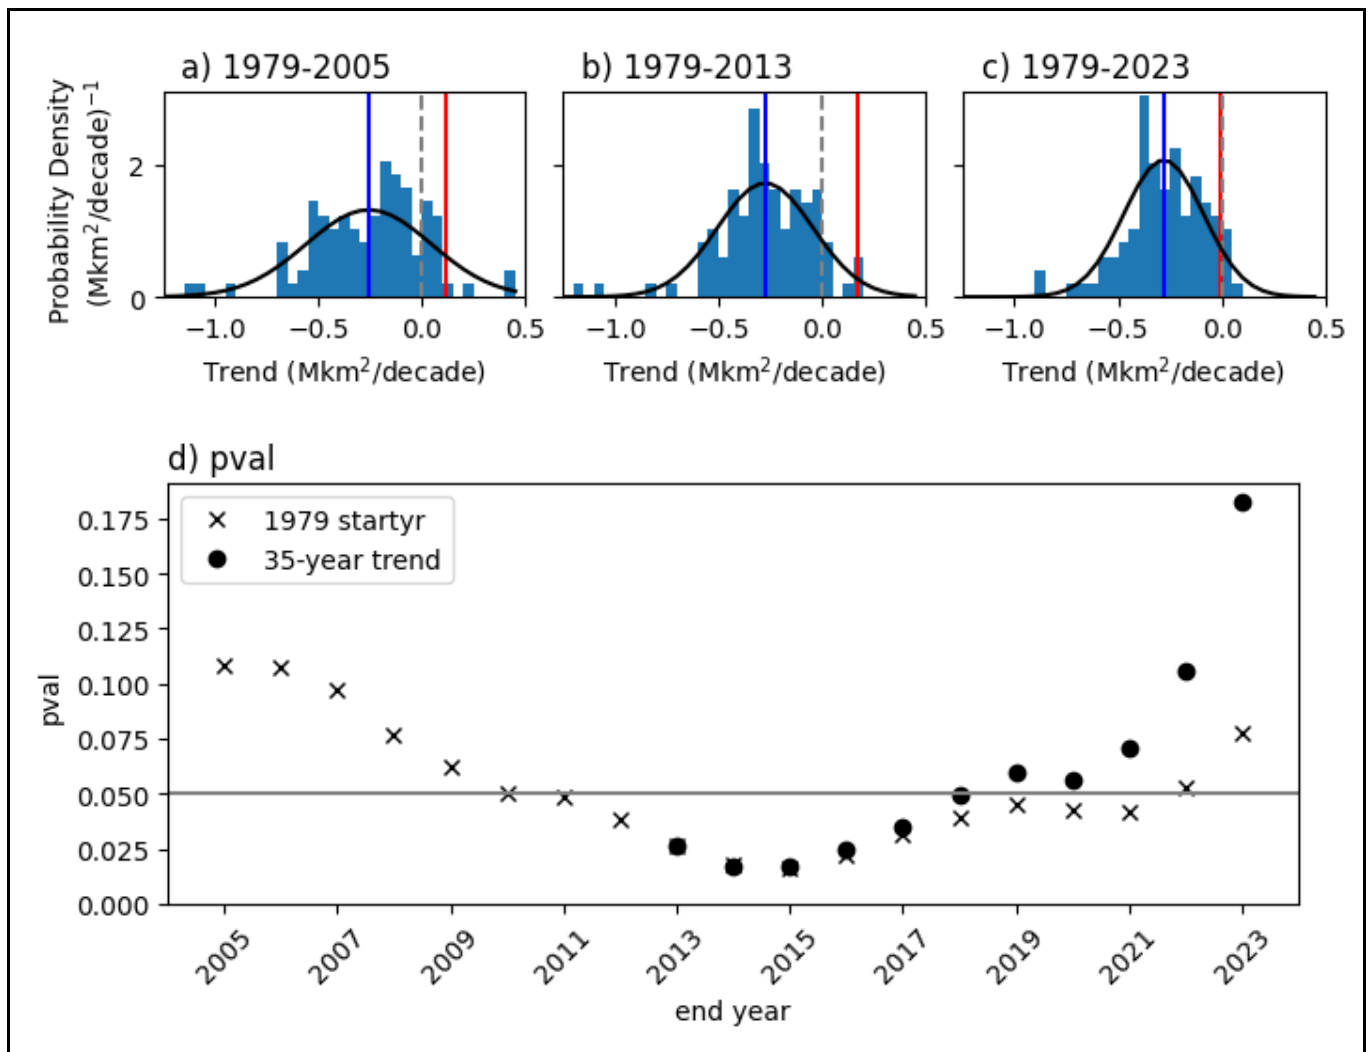 a) 1979-2005
b) 1979-2013
c) 1979-2023
Probability Density
(Mkm²/decade)⁻¹
2
0
−1.0 −0.5 0.0 0.5
−1.0 −0.5 0.0 0.5
−1.0 −0.5 0.0 0.5
Trend (Mkm²/decade)
Trend (Mkm²/decade)
Trend (Mkm²/decade)
d) pval
1979 startyr
35-year trend
pval
0.175
0.150
0.125
0.100
0.075
0.050
0.025
0.000
2005 2007 2009 2011 2013 2015 2017 2019 2021 2023
end year